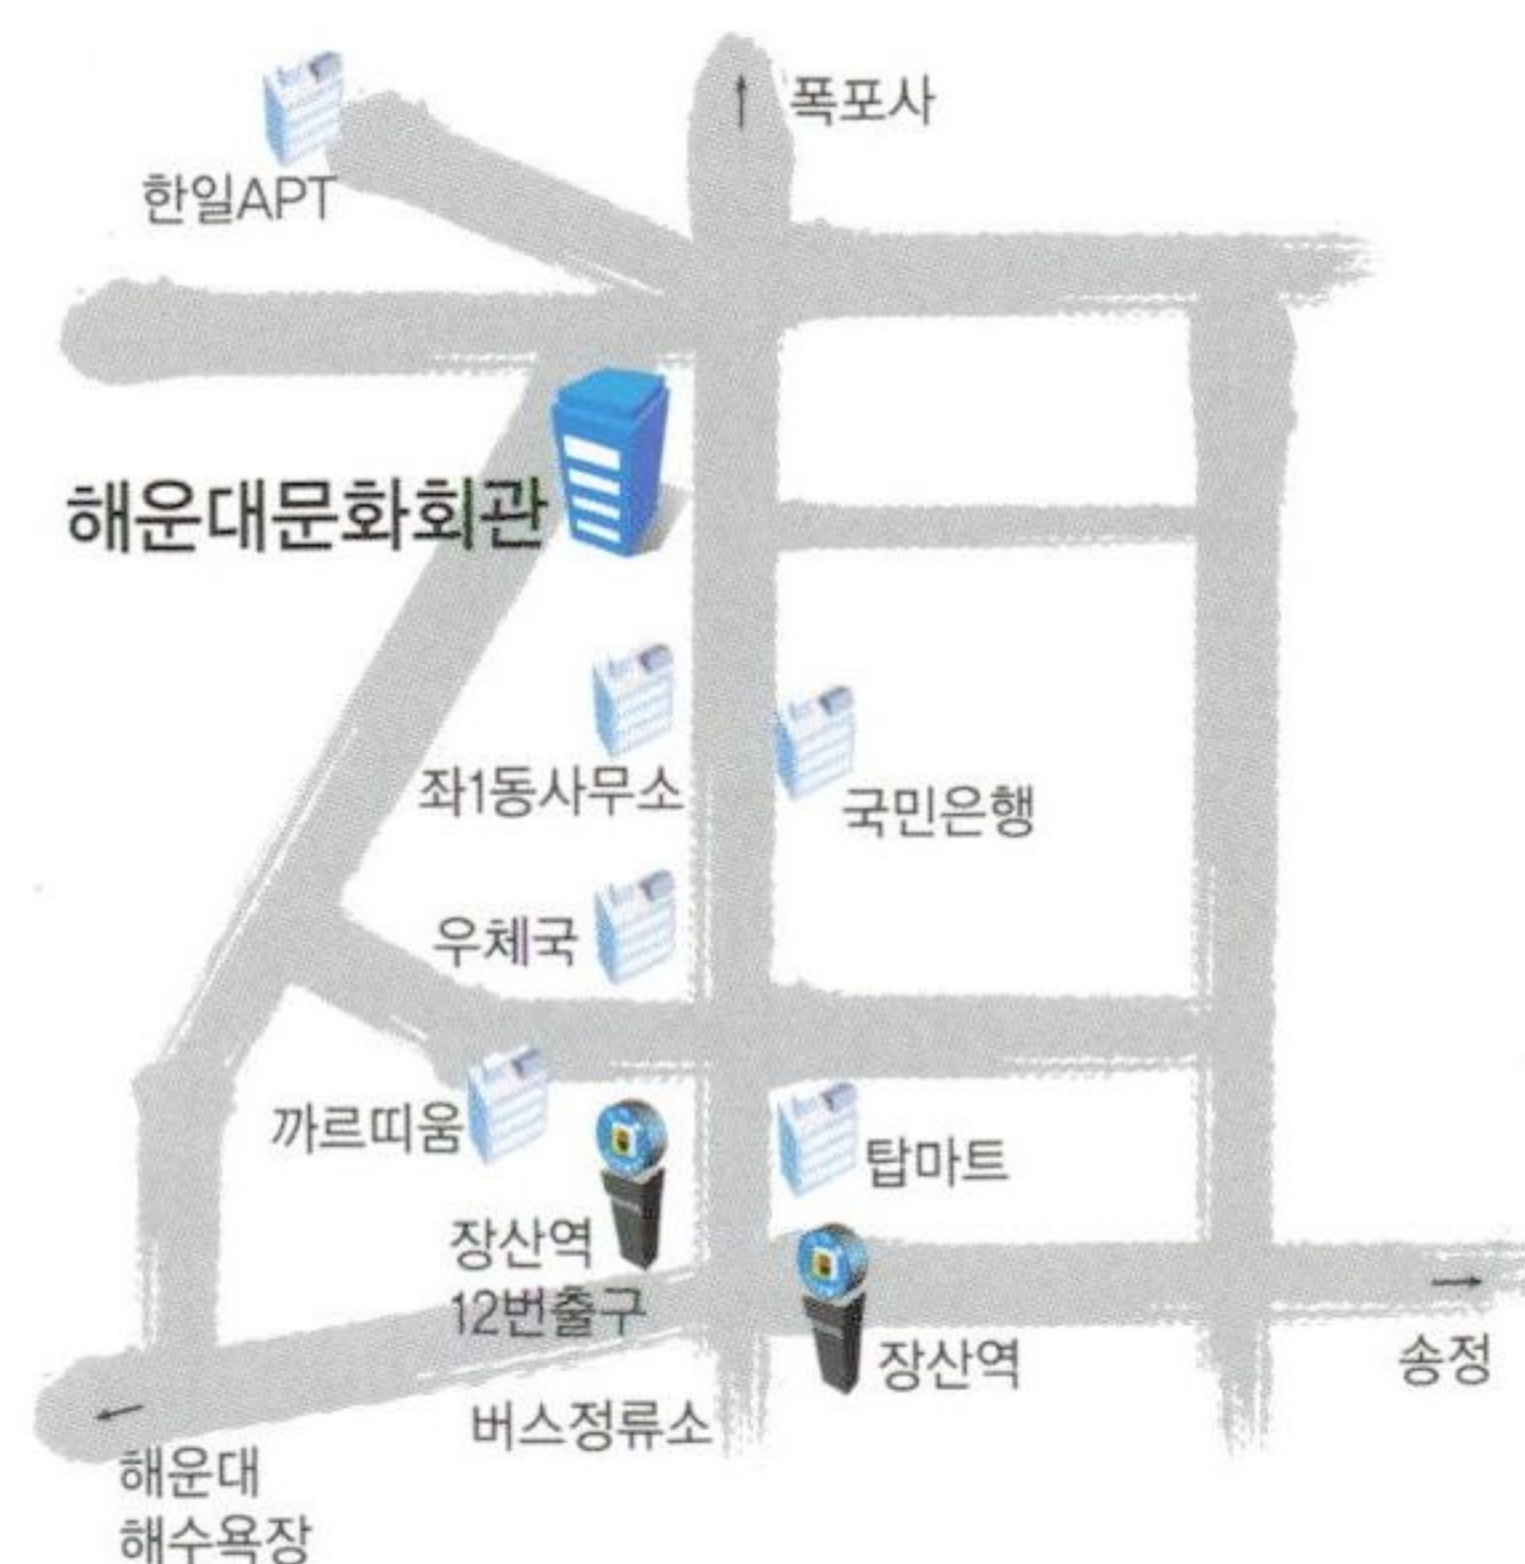 폭포사
한일APT
해운대문화회관
좌1동사무소
국민은행
우체국
까르띠움
탑마트
장산역
12번출구
장산역
송정
버스정류소
해운대
해수욕장